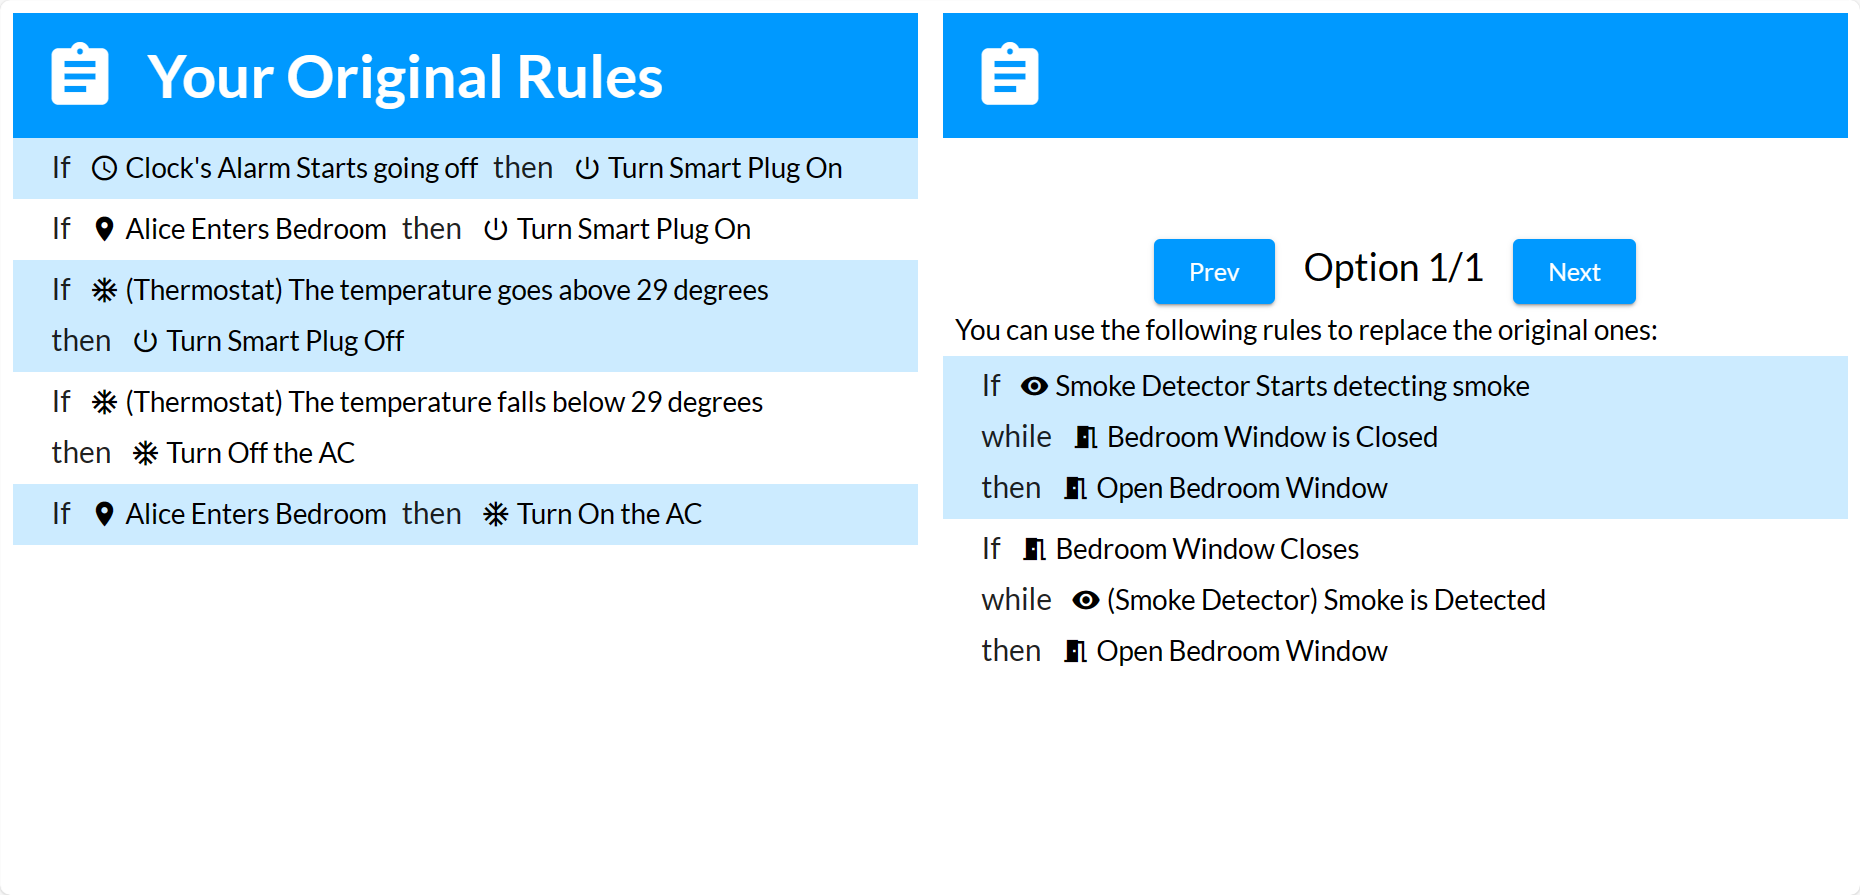 Your Original Rules
If Clock's Alarm Starts going off then Turn Smart Plug On
If Alice Enters Bedroom then Turn Smart Plug On
If (Thermostat) The temperature goes above 29 degrees
then Turn Smart Plug Off
If (Thermostat) The temperature falls below 29 degrees
then Turn Off the AC
If Alice Enters Bedroom then Turn On the AC
Prev Option 1/1 Next
You can use the following rules to replace the original ones:
If Smoke Detector Starts detecting smoke
while Bedroom Window is Closed
then Open Bedroom Window
If Bedroom Window Closes
while (Smoke Detector) Smoke is Detected
then Open Bedroom Window